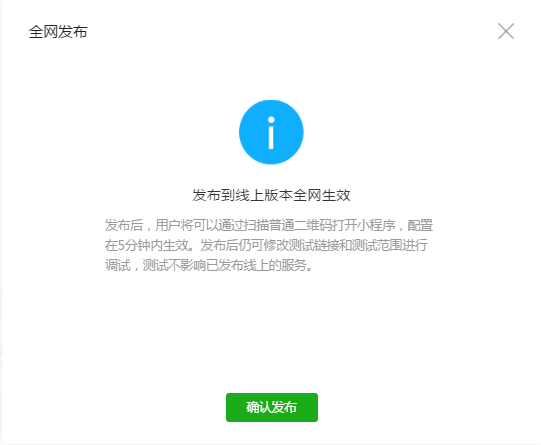 全网发布
发布到线上版本全网生效
发布后，用户将可以通过扫描普通二维码打开小程序，配置
在5分钟内生效。发布后仍可修改测试链接和测试范围进行
调试，测试不影响已发布线上的服务。
确认发布